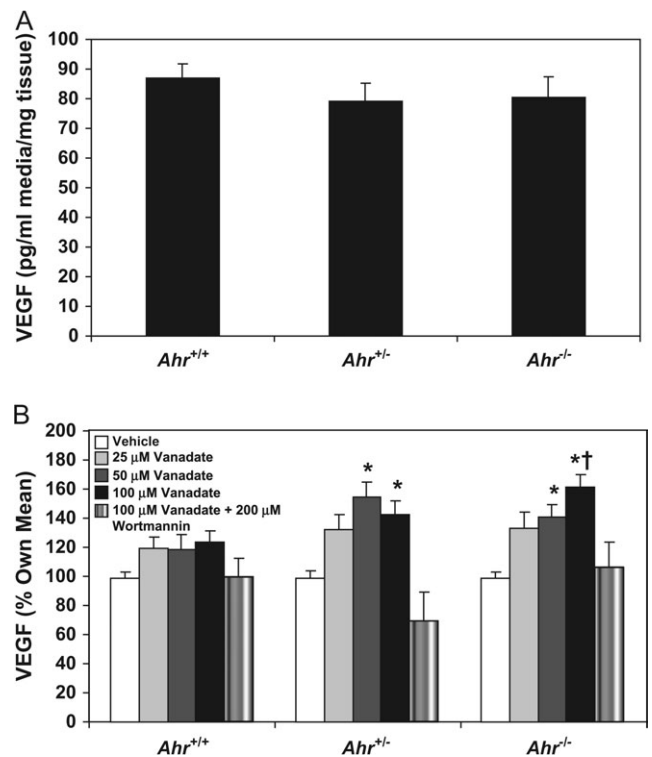 A
VEGF (pg/ml media/mg tissue)
100
90
80
70
60
50
40
30
20
10
0
Ahr+/+
Ahr+/-
Ahr-/-
B
VEGF (% Own Mean)
200
180
160
140
120
100
80
60
40
20
0
Vehicle
25 μM Vanadate
50 μM Vanadate
100 μM Vanadate
100 μM Vanadate + 200 μM
Wortmannin
*
*
*
*†
Ahr+/+
Ahr+/-
Ahr-/-